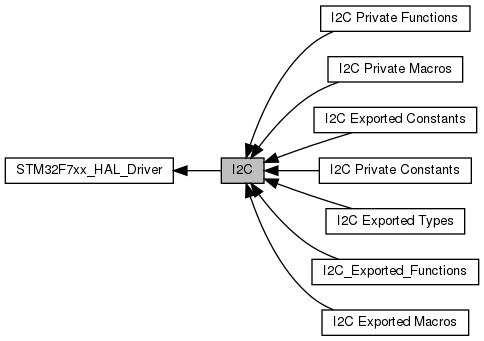 I2C Private Functions
I2C Private Macros
I2C Exported Constants
STM32F7xx_HAL_Driver
I2C
I2C Private Constants
I2C Exported Types
I2C_Exported_Functions
I2C Exported Macros